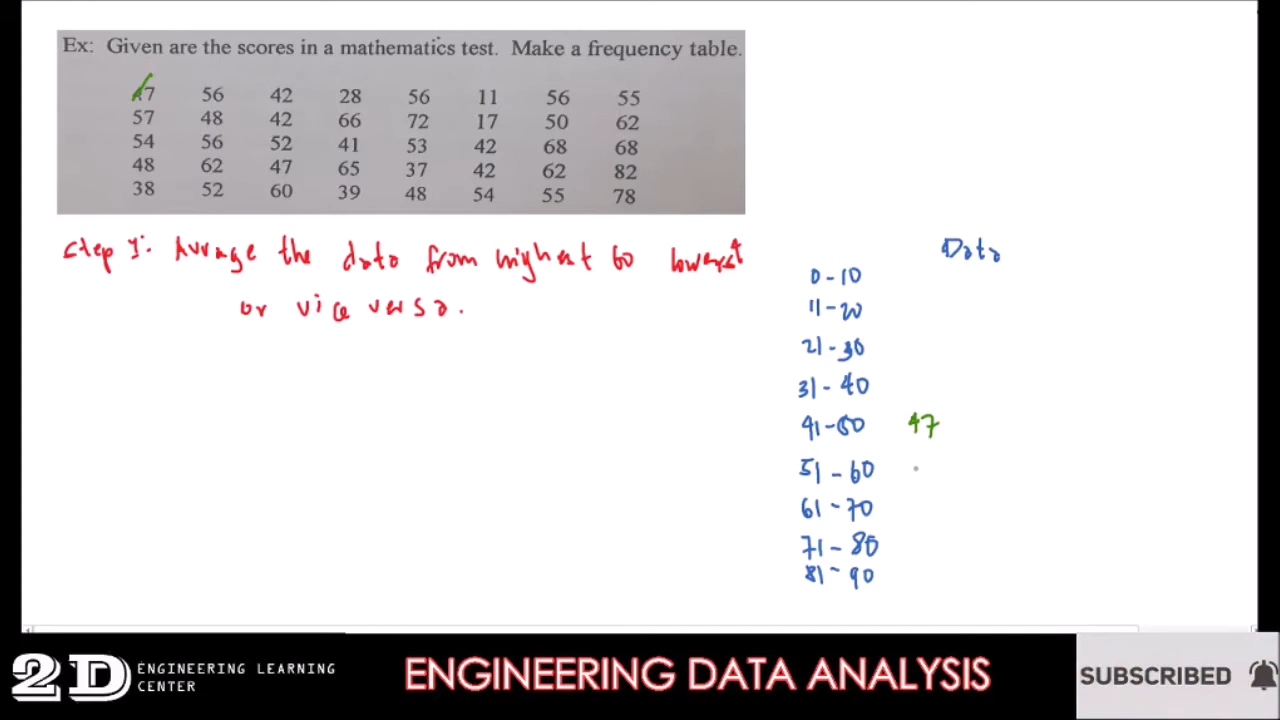 Ex: Given are the scores in a mathematics test. Make a frequency table.
47 56 42 28 56 11 56 55
57 48 42 66 72 17 50 62
54 56 52 41 53 42 68 68
48 62 47 65 37 42 62 82
38 52 60 39 48 54 55 78
Step 1: Arrange the data from highest to lowest
or vice versa.
Data
0-10
11-20
21-30
31-40
41-50 47
51-60
61-70
71-80
81-90
2D ENGINEERING LEARNING
CENTER
ENGINEERING DATA ANALYSIS
SUBSCRIBED